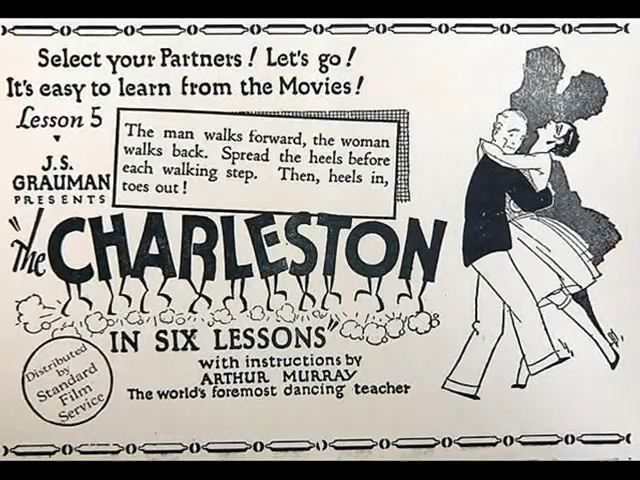 Select your Partners! Let's go!
It's easy to learn from the Movies!
Lesson 5
The man walks forward, the woman
walks back. Spread the heels before
each walking step. Then, heels in,
toes out!
J.S.
GRAUMAN
PRESENTS
"The CHARLESTON
IN SIX LESSONS"
with instructions by
ARTHUR MURRAY
The world's foremost dancing teacher
Distributed
by
Standard
Film
Service